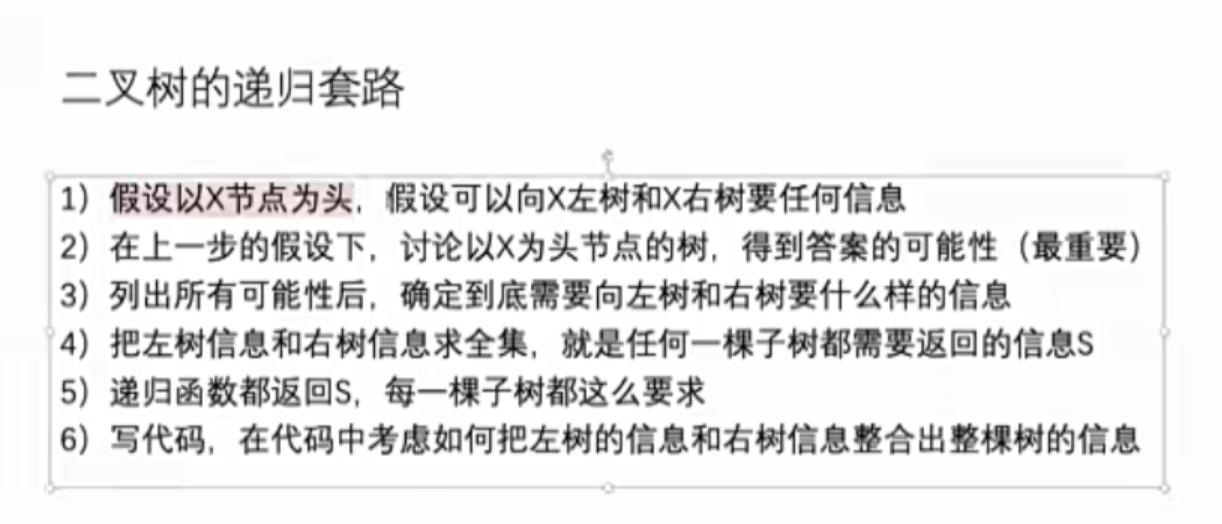 二叉树的递归套路
1）假设以X节点为头，假设可以向X左树和X右树要任何信息
2）在上一步的假设下，讨论以X为头节点的树，得到答案的可能性（最重要）
3）列出所有可能性后，确定到底需要向左树和右树要什么样的信息
4）把左树信息和右树信息求全集，就是任何一棵子树都需要返回的信息S
5）递归函数都返回S，每一棵子树都这么要求
6）写代码，在代码中考虑如何把左树的信息和右树信息整合出整棵树的信息